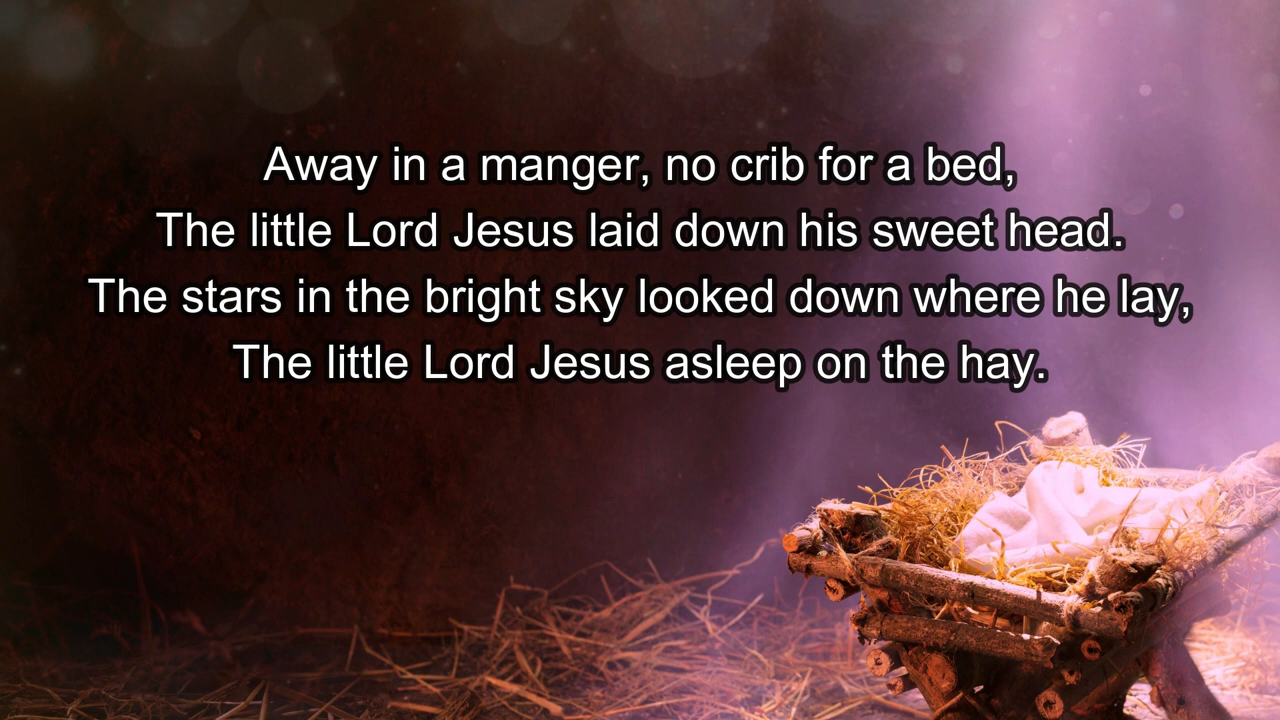 Away in a manger, no crib for a bed,
The little Lord Jesus laid down his sweet head.
The stars in the bright sky looked down where he lay,
The little Lord Jesus asleep on the hay.